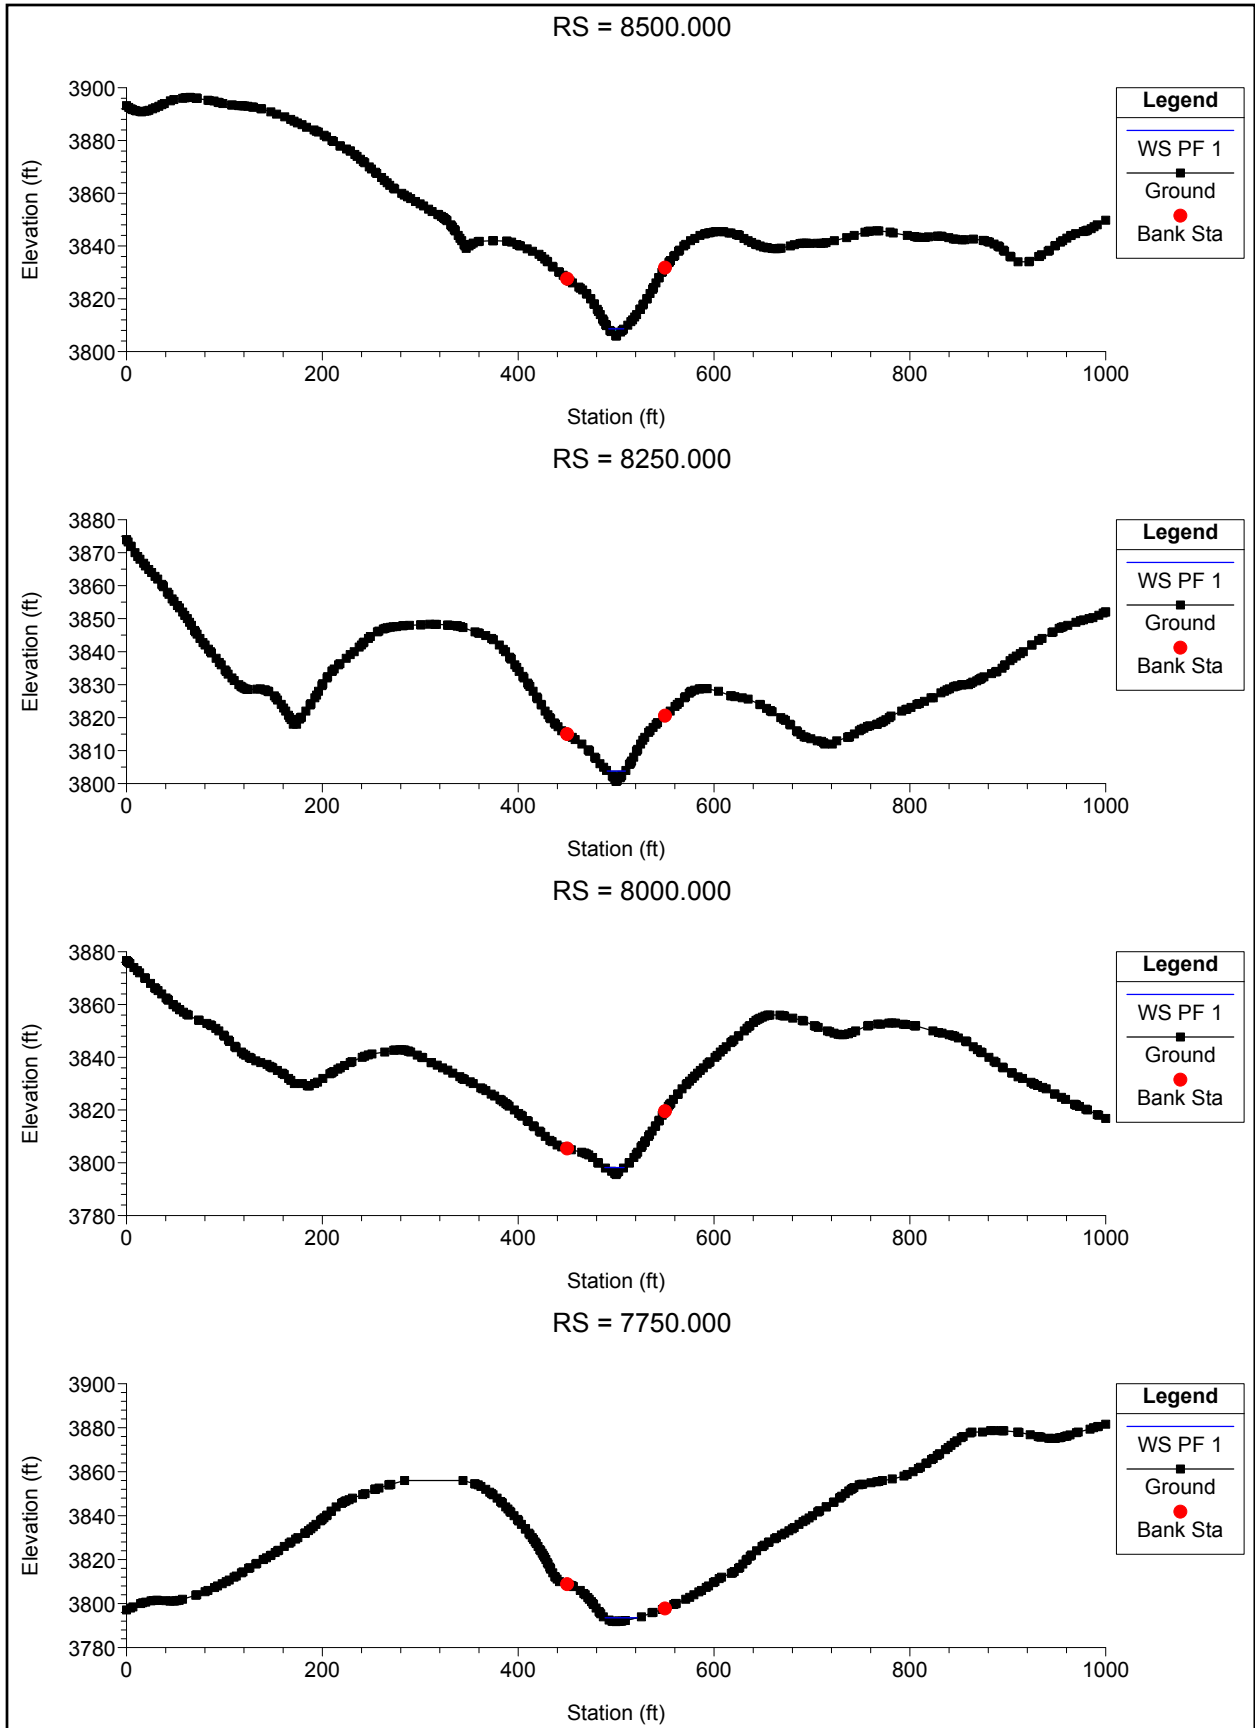 RS = 8500.000
Elevation (ft)
3900
3880
3860
3840
3820
3800
0 200 400 600 800 1000
Station (ft)
Legend
WS PF 1
Ground
Bank Sta
RS = 8250.000
Elevation (ft)
3880
3870
3860
3850
3840
3830
3820
3810
3800
0 200 400 600 800 1000
Station (ft)
Legend
WS PF 1
Ground
Bank Sta
RS = 8000.000
Elevation (ft)
3880
3860
3840
3820
3800
3780
0 200 400 600 800 1000
Station (ft)
Legend
WS PF 1
Ground
Bank Sta
RS = 7750.000
Elevation (ft)
3900
3880
3860
3840
3820
3800
3780
0 200 400 600 800 1000
Station (ft)
Legend
WS PF 1
Ground
Bank Sta